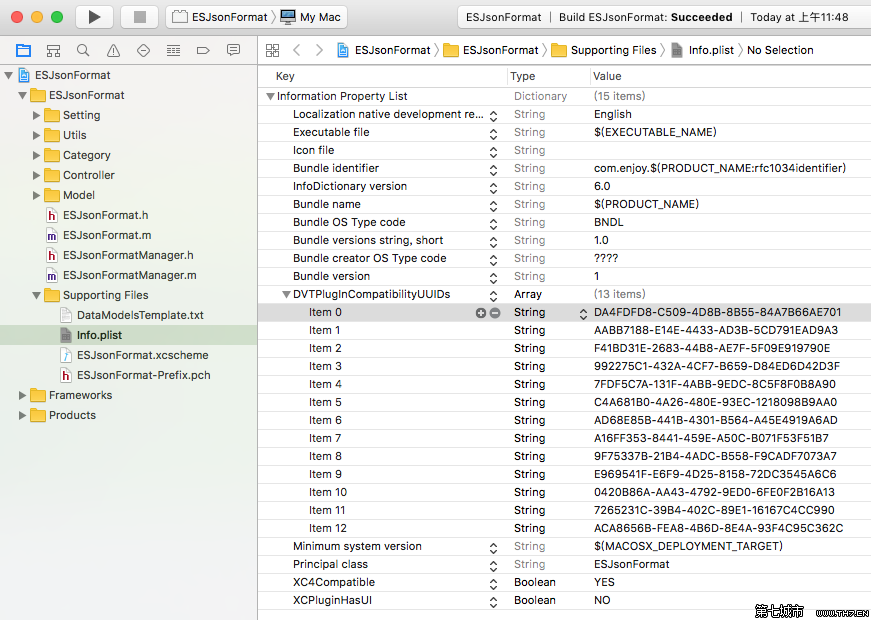 ESJsonFormat 〉 My Mac
ESJsonFormat | Build ESJsonFormat: Succeeded | Today at 上午11:48
ESJsonFormat 〉 ESJsonFormat 〉 Supporting Files 〉 Info.plist 〉 No Selection
ESJsonFormat
ESJsonFormat
Setting
Utils
Category
Controller
Model
ESJsonFormat.h
ESJsonFormat.m
ESJsonFormatManager.h
ESJsonFormatManager.m
Supporting Files
DataModelsTemplate.txt
Info.plist
ESJsonFormat.xcscheme
ESJsonFormat-Prefix.pch
Frameworks
Products
Key Type Value
Information Property List Dictionary (15 items)
Localization native development re... String English
Executable file String $(EXECUTABLE_NAME)
Icon file String
Bundle identifier String com.enjoy.$(PRODUCT_NAME:rfc1034identifier)
InfoDictionary version String 6.0
Bundle name String $(PRODUCT_NAME)
Bundle OS Type code String BNDL
Bundle versions string, short String 1.0
Bundle creator OS Type code String ????
Bundle version String 1
DVTPlugInCompatibilityUUIDs Array (13 items)
Item 0 String DA4FDFD8-C509-4D8B-8B55-84A7B66AE701
Item 1 String AABB7188-E14E-4433-AD3B-5CD791EAD9A3
Item 2 String F41BD31E-2683-44B8-AE7F-5F09E919790E
Item 3 String 992275C1-432A-4CF7-B659-D84ED6D42D3F
Item 4 String 7FDF5C7A-131F-4ABB-9EDC-8C5F8F0B8A90
Item 5 String C4A681B0-4A26-480E-93EC-1218098B9AA0
Item 6 String AD68E85B-441B-4301-B564-A45E4919A6AD
Item 7 String A16FF353-8441-459E-A50C-B071F53F51B7
Item 8 String 9F75337B-21B4-4ADC-B558-F9CADF7073A7
Item 9 String E969541F-E6F9-4D25-8158-72DC3545A6C6
Item 10 String 0420B86A-AA43-4792-9ED0-6FE0F2B16A13
Item 11 String 7265231C-39B4-402C-89E1-16167C4CC990
Item 12 String ACA8656B-FEA8-4B6D-8E4A-93F4C95C362C
Minimum system version String $(MACOSX_DEPLOYMENT_TARGET)
Principal class String ESJsonFormat
XC4Compatible Boolean YES
XCPluginHasUI Boolean NO
第七城市 WWW.TH7.CN